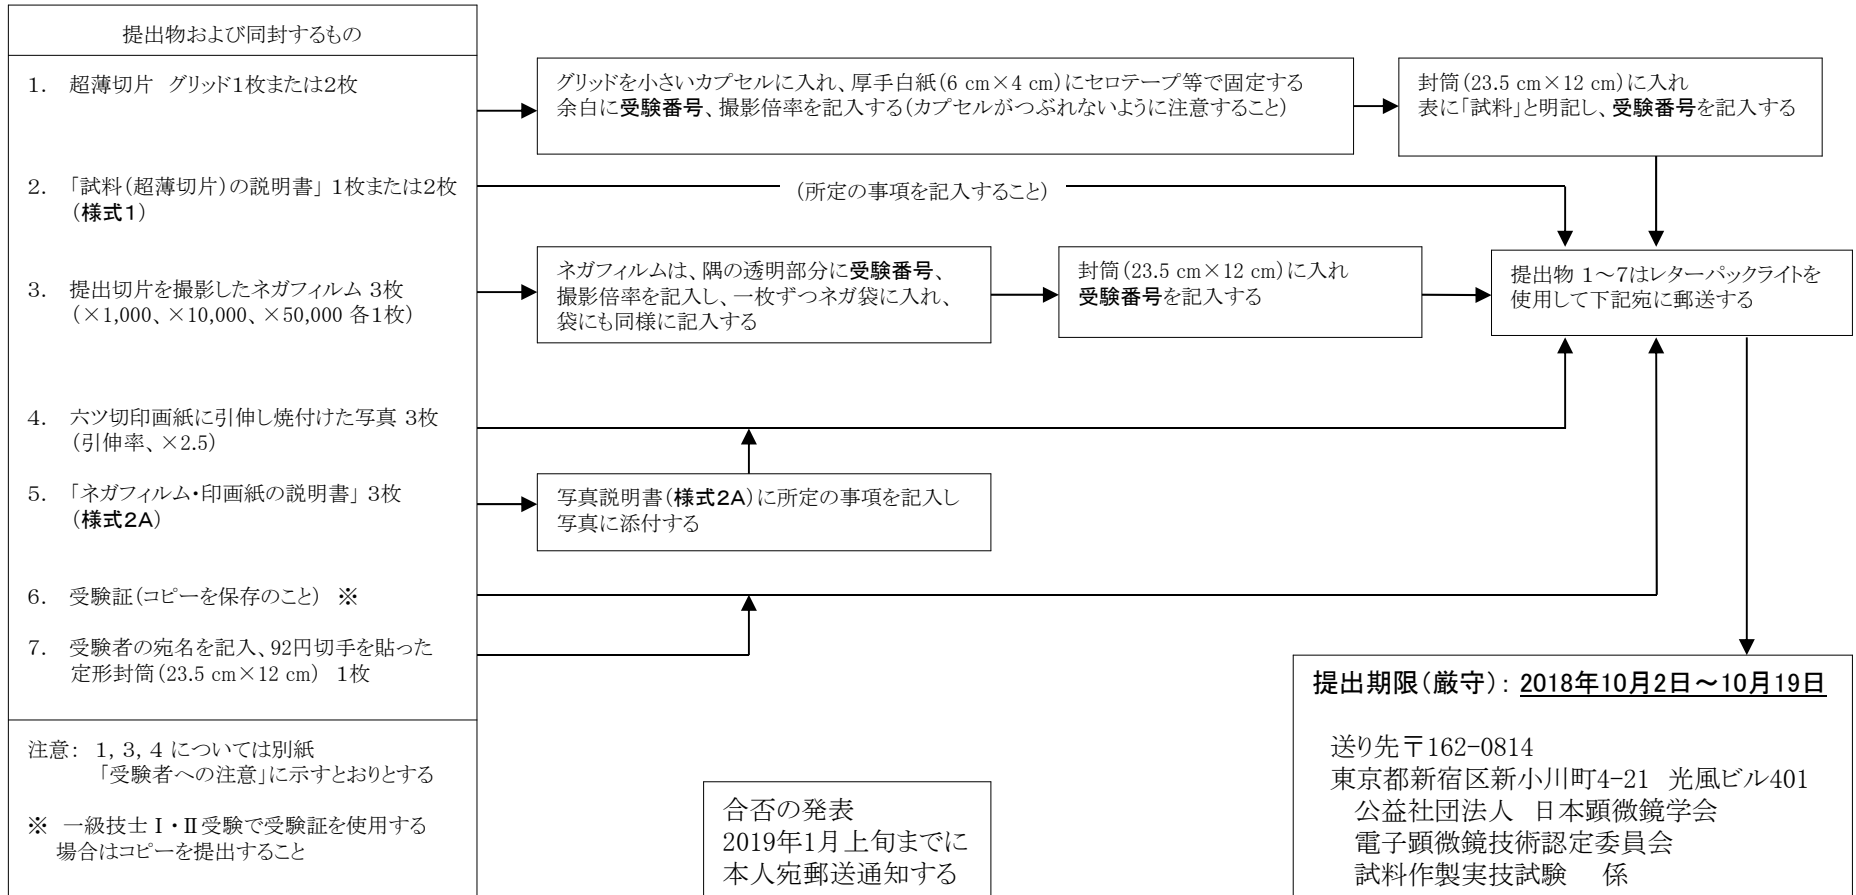 提出物および同封するもの
1. 超薄切片 グリッド1枚または2枚
グリッドを小さいカプセルに入れ、厚手白紙(6 cm×4 cm)にセロテープ等で固定する
余白に受験番号、撮影倍率を記入する(カプセルがつぶれないように注意すること)
封筒(23.5 cm×12 cm)に入れ
表に「試料」と明記し、受験番号を記入する
2. 「試料(超薄切片)の説明書」 1枚または2枚
(様式1)
(所定の事項を記入すること)
3. 提出切片を撮影したネガフィルム 3枚
(×1,000、×10,000、×50,000 各1枚)
ネガフィルムは、隅の透明部分に受験番号、
撮影倍率を記入し、一枚ずつネガ袋に入れ、
袋にも同様に記入する
封筒(23.5 cm×12 cm)に入れ
受験番号を記入する
提出物 1~7はレターパックライトを
使用して下記宛に郵送する
4. 六ツ切印画紙に引伸し焼付けた写真 3枚
(引伸率、×2.5)
5. 「ネガフィルム・印画紙の説明書」 3枚
(様式2A)
写真説明書(様式2A)に所定の事項を記入し
写真に添付する
6. 受験証(コピーを保存のこと) ※
7. 受験者の宛名を記入、92円切手を貼った
定形封筒(23.5 cm×12 cm) 1枚
注意: 1, 3, 4 については別紙
「受験者への注意」に示すとおりとする
※ 一級技士Ⅰ・Ⅱ受験で受験証を使用する
場合はコピーを提出すること
合否の発表
2019年1月上旬までに
本人宛郵送通知する
提出期限(厳守): 2018年10月2日~10月19日
送り先〒162-0814
東京都新宿区新小川町4-21 光風ビル401
公益社団法人 日本顕微鏡学会
電子顕微鏡技術認定委員会
試料作製実技試験 係